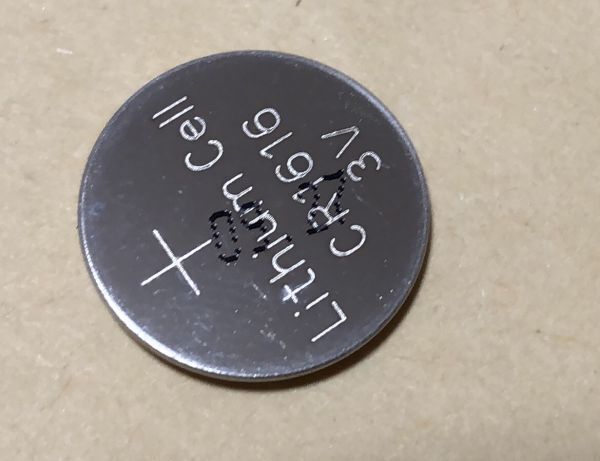 +
Lithium Cell
CR1616
3V